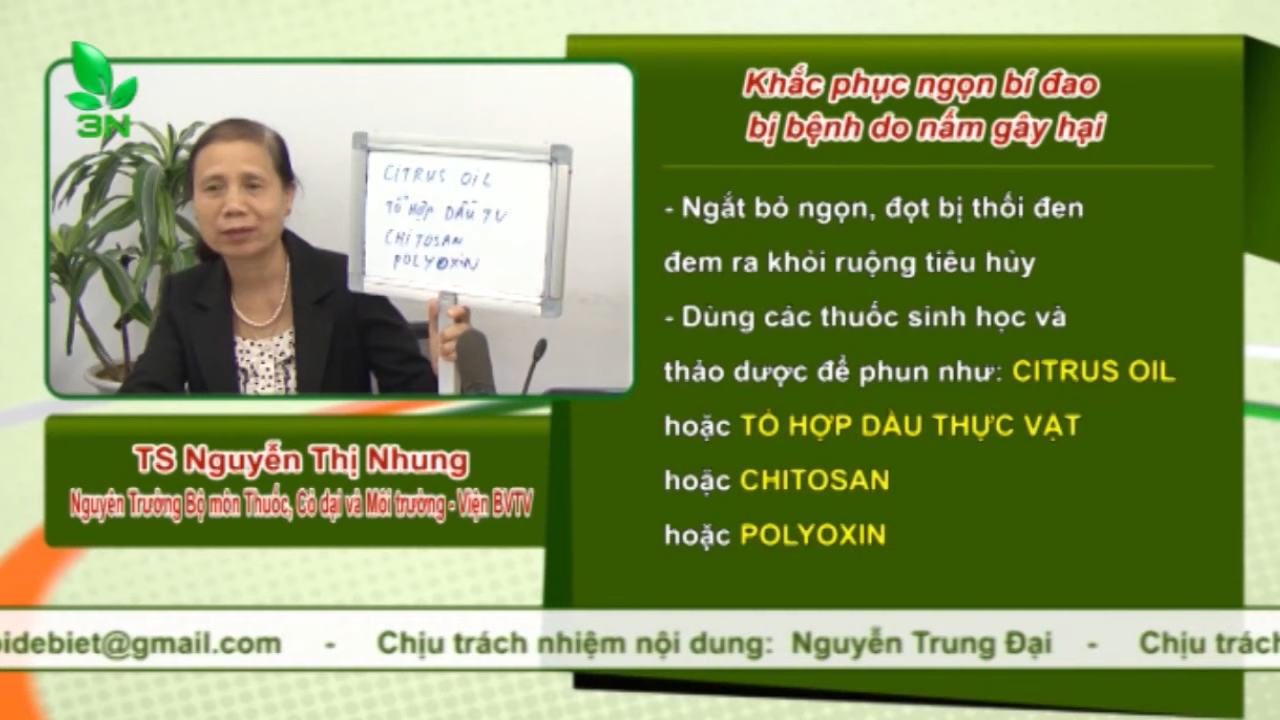 3N
CITRUS OIL
TỔ HỢP DẦU TV
CHITOSAN
POLYOXIN
TS Nguyễn Thị Nhung
Nguyên Trưởng Bộ môn Thuốc, Cỏ dại và Môi trường - Viện BVTV
Khắc phục ngọn bí đao
bị bệnh do nấm gây hại
- Ngắt bỏ ngọn, đọt bị thối đen
đem ra khỏi ruộng tiêu hủy
- Dùng các thuốc sinh học và
thảo dược để phun như: CITRUS OIL
hoặc TỔ HỢP DẦU THỰC VẬT
hoặc CHITOSAN
hoặc POLYOXIN
oidebiet@gmail.com - Chịu trách nhiệm nội dung: Nguyễn Trung Đại - Chịu trách